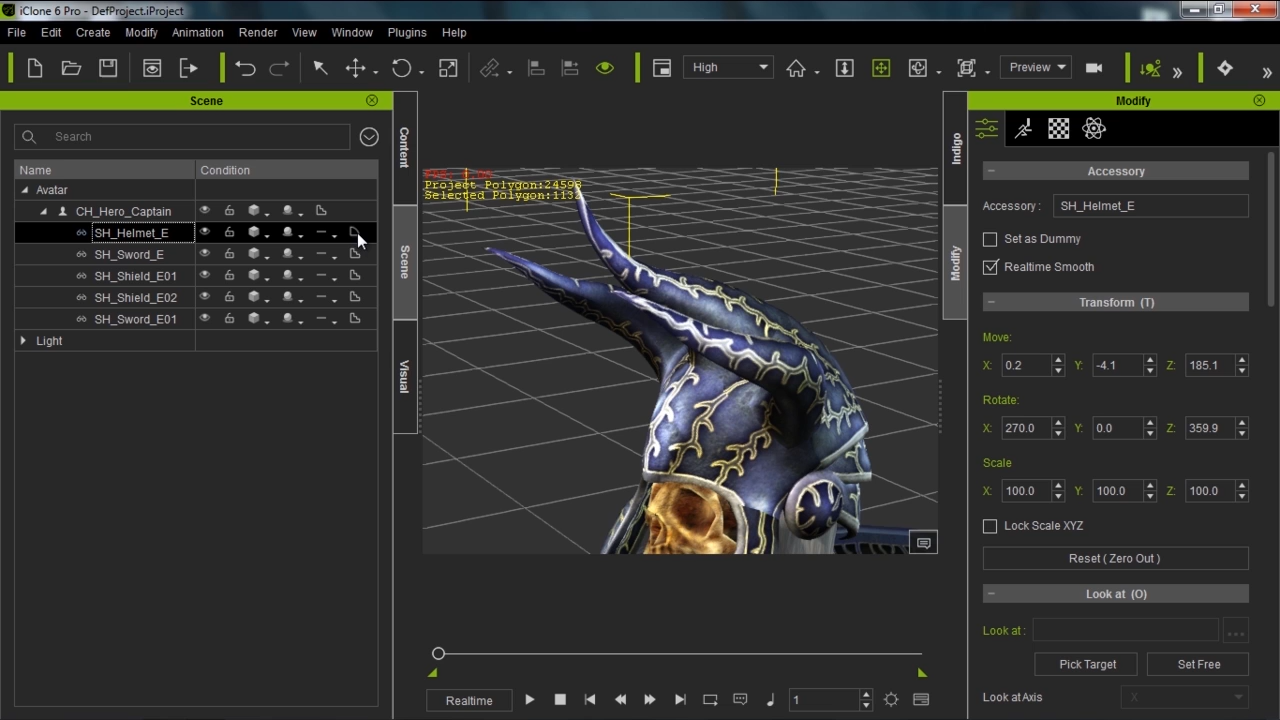 iClone 6 Pro - DefProject.iProject
File Edit Create Modify Animation Render View Window Plugins Help
High
Preview
Scene
Search
Name Condition
Avatar
CH_Hero_Captain
SH_Helmet_E
SH_Sword_E
SH_Shield_E01
SH_Shield_E02
SH_Sword_E01
Light
Content
Scene
Visual
Project Polygon:24593
Selected Polygon:1132
Realtime
1
Indigo
Modify
Modify
Accessory
Accessory : SH_Helmet_E
Set as Dummy
Realtime Smooth
Transform (T)
Move:
X: 0.2 Y: -4.1 Z: 185.1
Rotate:
X: 270.0 Y: 0.0 Z: 359.9
Scale
X: 100.0 Y: 100.0 Z: 100.0
Lock Scale XYZ
Reset ( Zero Out )
Look at (O)
Look at :
...
Pick Target Set Free
Look at Axis X